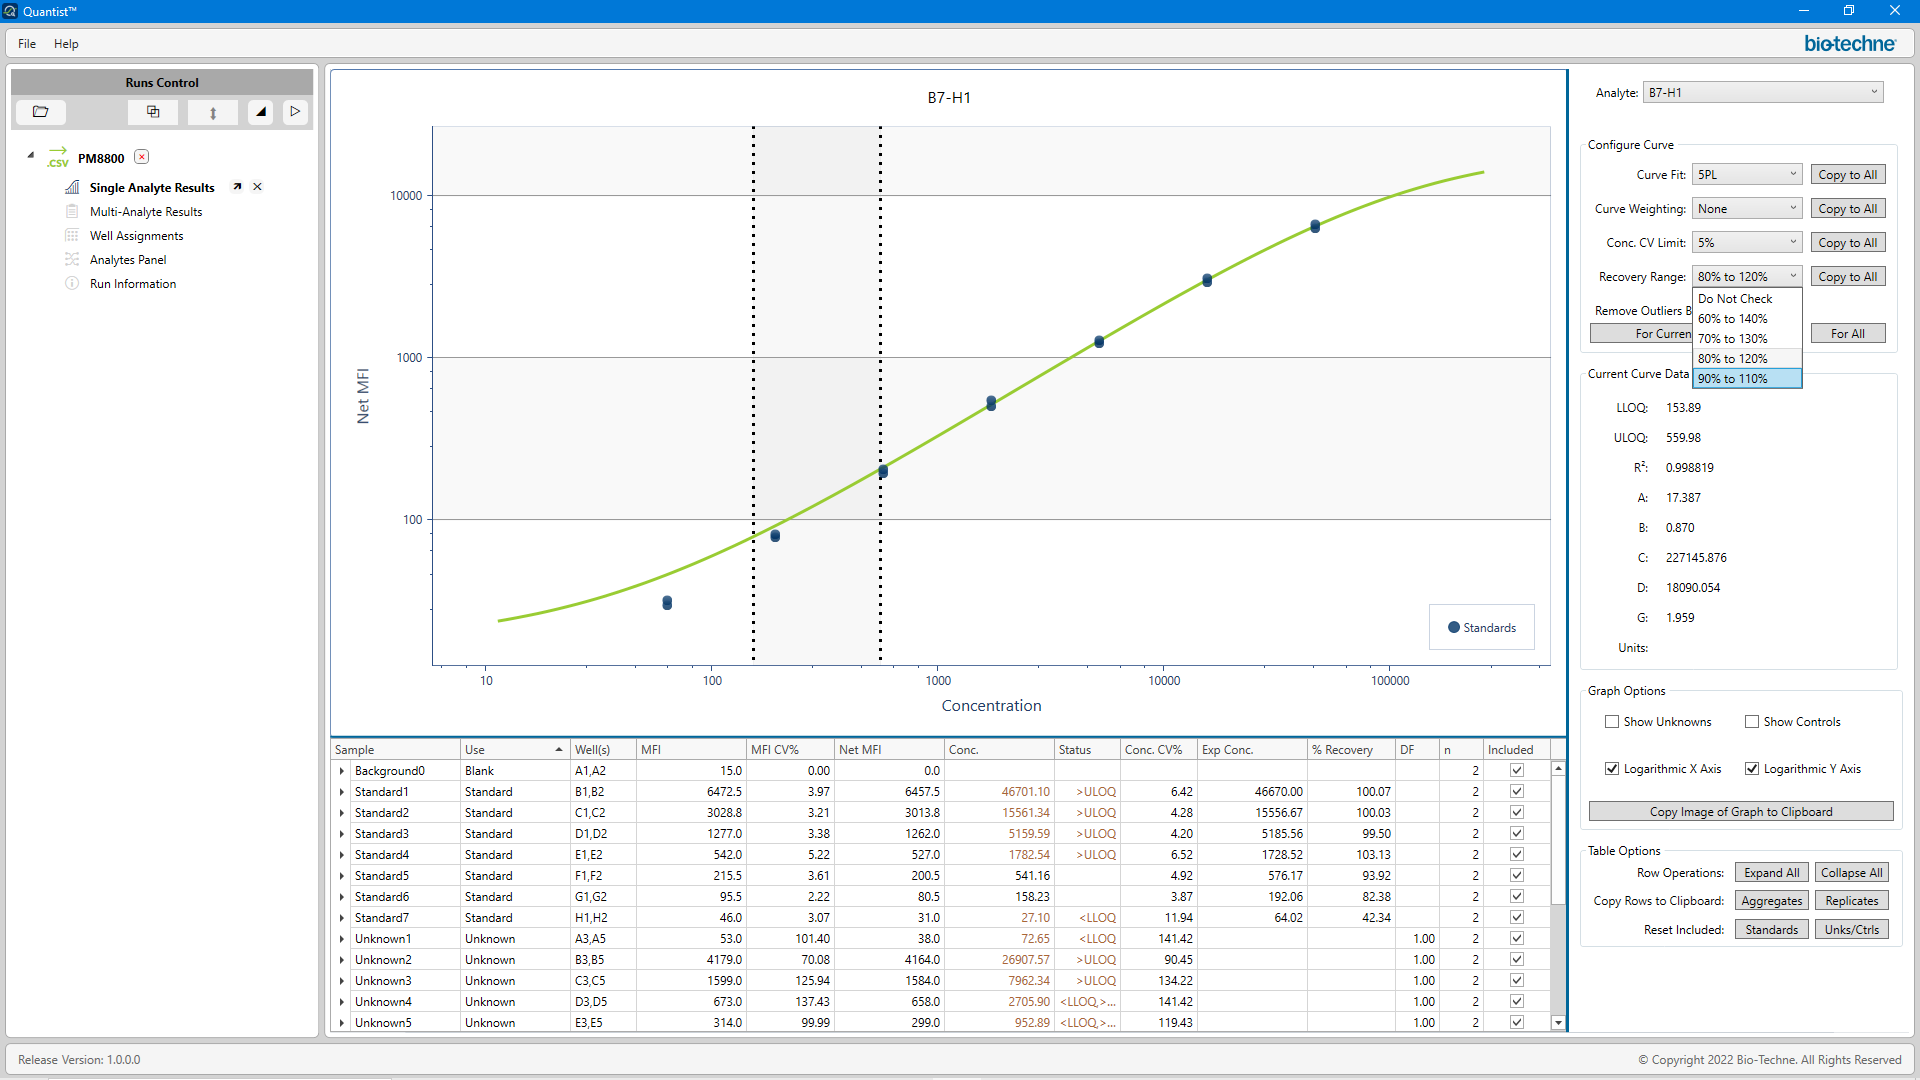 Quantist™
File Help
bio-techne
Runs Control
.csv PM8800
Single Analyte Results
Multi-Analyte Results
Well Assignments
Analytes Panel
Run Information
B7-H1
Net MFI
10000
1000
100
10 100 1000 10000 100000
Concentration
Standards
Analyte: B7-H1
Configure Curve
Curve Fit: 5PL Copy to All
Curve Weighting: None Copy to All
Conc. CV Limit: 5% Copy to All
Recovery Range: 80% to 120% Copy to All
Do Not Check
60% to 140%
70% to 130%
80% to 120%
90% to 110%
Remove Outliers B
For Curren For All
Current Curve Data
LLOQ: 153.89
ULOQ: 559.98
R²: 0.998819
A: 17.387
B: 0.870
C: 227145.876
D: 18090.054
G: 1.959
Units:
Graph Options
Show Unknowns Show Controls
Logarithmic X Axis Logarithmic Y Axis
Copy Image of Graph to Clipboard
Table Options
Row Operations: Expand All Collapse All
Copy Rows to Clipboard: Aggregates Replicates
Reset Included: Standards Unks/Ctrls
Sample Use Well(s) MFI MFI CV% Net MFI Conc. Status Conc. CV% Exp Conc. % Recovery DF n Included
Background0 Blank A1,A2 15.0 0.00 0.0 2
Standard1 Standard B1,B2 6472.5 3.97 6457.5 46701.10 >ULOQ 6.42 46670.00 100.07 2
Standard2 Standard C1,C2 3028.8 3.21 3013.8 15561.34 >ULOQ 4.28 15556.67 100.03 2
Standard3 Standard D1,D2 1277.0 3.38 1262.0 5159.59 >ULOQ 4.20 5185.56 99.50 2
Standard4 Standard E1,E2 542.0 5.22 527.0 1782.54 >ULOQ 6.52 1728.52 103.13 2
Standard5 Standard F1,F2 215.5 3.61 200.5 541.16 4.92 576.17 93.92 2
Standard6 Standard G1,G2 95.5 2.22 80.5 158.23 3.87 192.06 82.38 2
Standard7 Standard H1,H2 46.0 3.07 31.0 27.10 <LLOQ 11.94 64.02 42.34 2
Unknown1 Unknown A3,A5 53.0 101.40 38.0 72.65 <LLOQ 141.42 1.00 2
Unknown2 Unknown B3,B5 4179.0 70.08 4164.0 26907.57 >ULOQ 90.45 1.00 2
Unknown3 Unknown C3,C5 1599.0 125.94 1584.0 7962.34 >ULOQ 134.22 1.00 2
Unknown4 Unknown D3,D5 673.0 137.43 658.0 2705.90 <LLOQ,>... 141.42 1.00 2
Unknown5 Unknown E3,E5 314.0 99.99 299.0 952.89 <LLOQ,>... 119.43 1.00 2
Release Version: 1.0.0.0
© Copyright 2022 Bio-Techne. All Rights Reserved